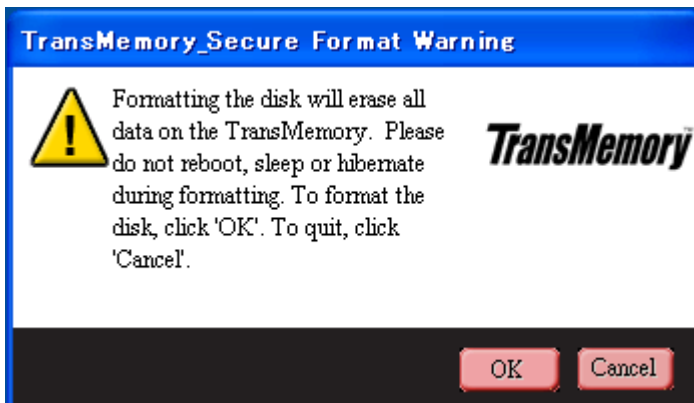 TransMemory_Secure Format Warning
Formatting the disk will erase all
data on the TransMemory. Please
do not reboot, sleep or hibernate
during formatting. To format the
disk, click 'OK'. To quit, click
'Cancel'.
TransMemory™
OK
Cancel